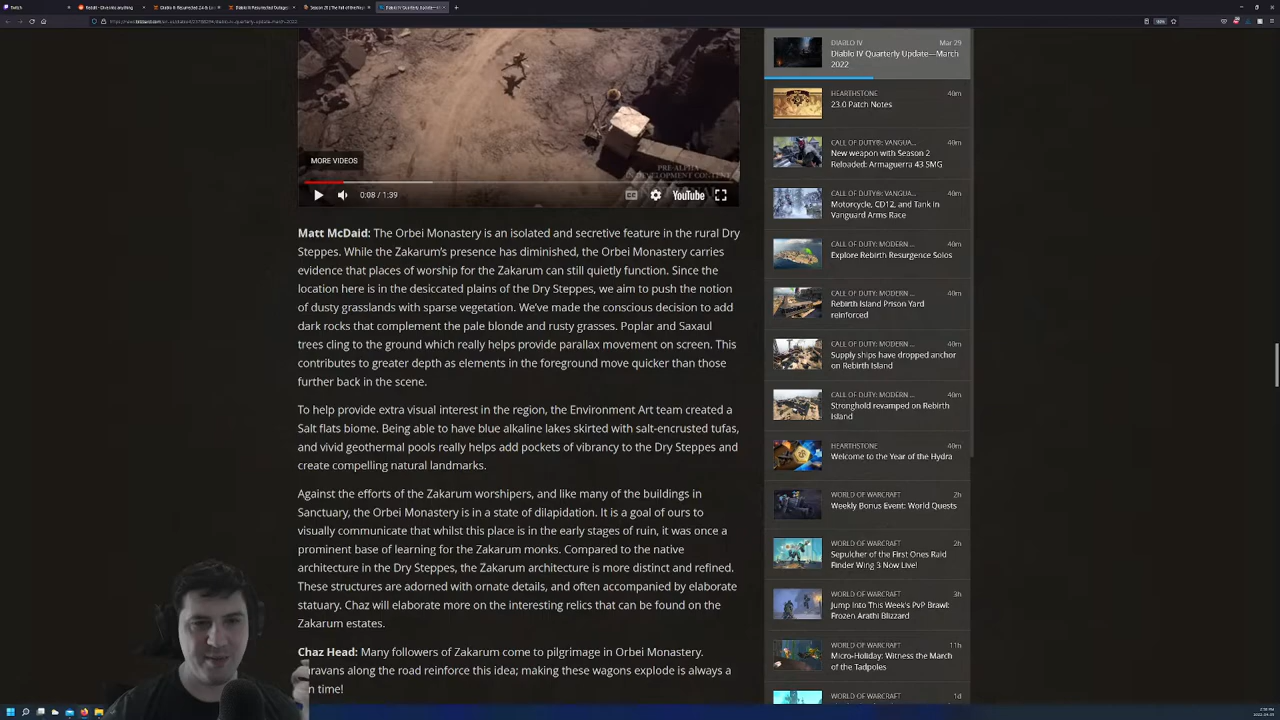 Twitch
MORE VIDEOS
PRE-ALPHA
IN DEVELOPMENT CONTENT
0:08 / 1:39
CC
YouTube
Matt McDaid: The Orbei Monastery is an isolated and secretive feature in the rural Dry
Steppes. While the Zakarum's presence has diminished, the Orbei Monastery carries
evidence that places of worship for the Zakarum can still quietly function. Since the
location here is in the desiccated plains of the Dry Steppes, we aim to push the notion
of dusty grasslands with sparse vegetation. We've made the conscious decision to add
dark rocks that complement the pale blonde and rusty grasses. Poplar and Saxaul
trees cling to the ground which really helps provide parallax movement on screen. This
contributes to greater depth as elements in the foreground move quicker than those
further back in the scene.
To help provide extra visual interest in the region, the Environment Art team created a
Salt flats biome. Being able to have blue alkaline lakes skirted with salt-encrusted tufas,
and vivid geothermal pools really helps add pockets of vibrancy to the Dry Steppes and
create compelling natural landmarks.
Against the efforts of the Zakarum worshipers, and like many of the buildings in
Sanctuary, the Orbei Monastery is in a state of dilapidation. It is a goal of ours to
visually communicate that whilst this place is in the early stages of ruin, it was once a
prominent base of learning for the Zakarum monks. Compared to the native
architecture in the Dry Steppes, the Zakarum architecture is more distinct and refined.
These structures are adorned with ornate details, and often accompanied by elaborate
statuary. Chaz will elaborate more on the interesting relics that can be found on the
Zakarum estates.
Chaz Head: Many followers of Zakarum come to pilgrimage in Orbei Monastery.
aravans along the road reinforce this idea; making these wagons explode is always a
n time!
DIABLO IV Mar 29
Diablo IV Quarterly Update—March
2022
HEARTHSTONE 40m
23.0 Patch Notes
CALL OF DUTY®: VANGUA... 40m
New weapon with Season 2
Reloaded: Armaguerra 43 SMG
CALL OF DUTY®: VANGUA... 40m
Motorcycle, CD12, and Tank in
Vanguard Arms Race
CALL OF DUTY: MODERN ... 40m
Explore Rebirth Resurgence Solos
CALL OF DUTY: MODERN ... 40m
Rebirth Island Prison Yard
reinforced
CALL OF DUTY: MODERN ... 40m
Supply ships have dropped anchor
on Rebirth Island
CALL OF DUTY: MODERN ... 40m
Stronghold revamped on Rebirth
Island
HEARTHSTONE 40m
Welcome to the Year of the Hydra
WORLD OF WARCRAFT 2h
Weekly Bonus Event: World Quests
WORLD OF WARCRAFT 2h
Sepulcher of the First Ones Raid
Finder Wing 3 Now Live!
WORLD OF WARCRAFT 3h
Jump Into This Week's PvP Brawl:
Frozen Arathi Blizzard
WORLD OF WARCRAFT 11h
Micro-Holiday: Witness the March
of the Tadpoles
WORLD OF WARCRAFT 1d